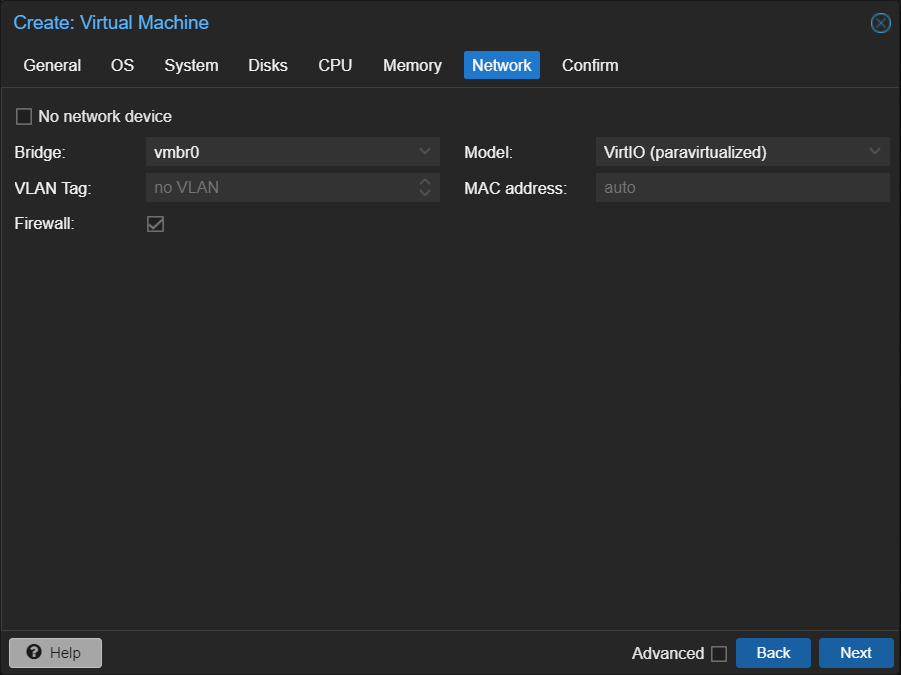 Create: Virtual Machine
General OS System Disks CPU Memory Network Confirm
No network device
Bridge: vmbr0 Model: VirtIO (paravirtualized)
VLAN Tag: no VLAN MAC address: auto
Firewall:
Help Advanced Back Next